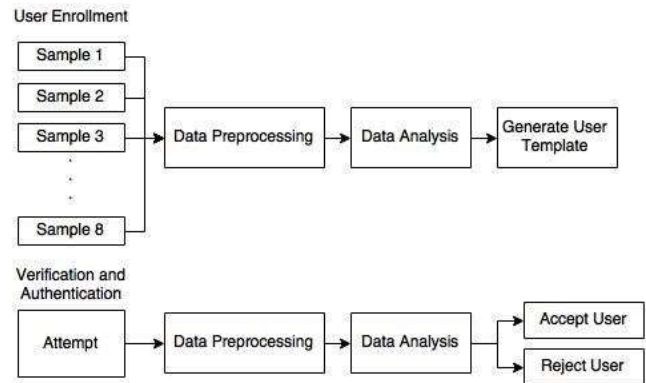 User Enrollment
Sample 1
Sample 2
Sample 3
.
.
.
Sample 8
Data Preprocessing
Data Analysis
Generate User
Template
Verification and
Authentication
Attempt
Data Preprocessing
Data Analysis
Accept User
Reject User